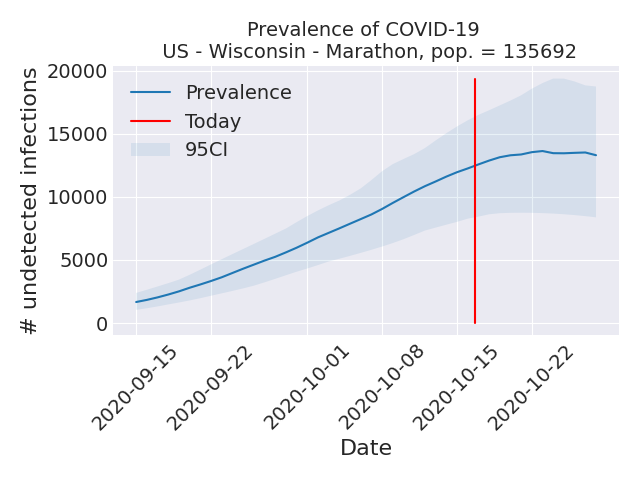 Prevalence of COVID-19
US - Wisconsin - Marathon, pop. = 135692
# undetected infections
20000
15000
10000
5000
0
Prevalence
Today
95CI
2020-09-15
2020-09-22
2020-10-01
2020-10-08
2020-10-15
2020-10-22
Date